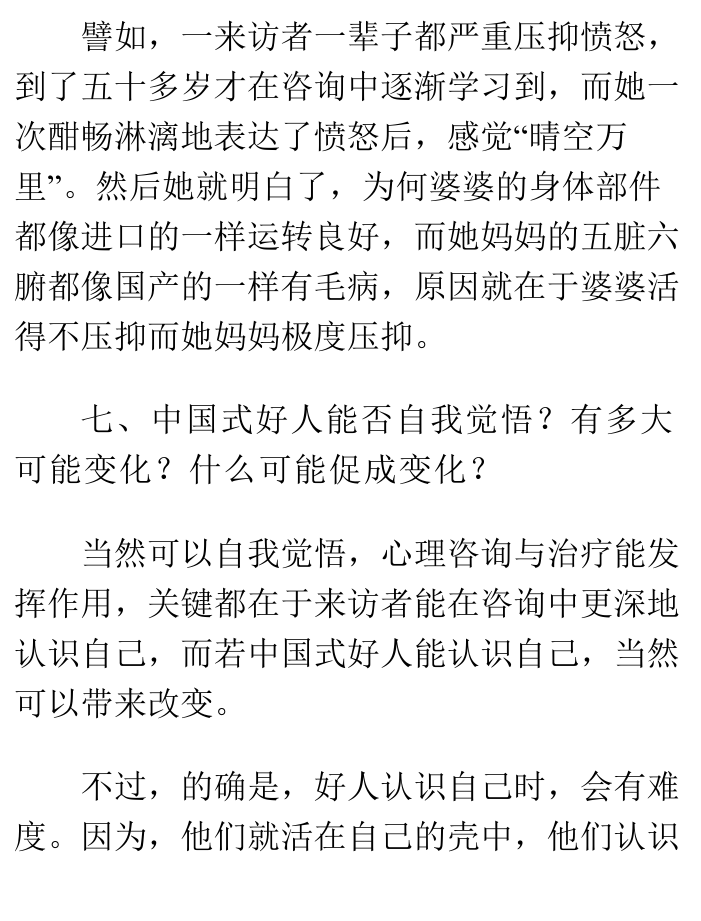 譬如，一来访者一辈子都严重压抑愤怒，
到了五十多岁才在咨询中逐渐学习到，而她一
次酣畅淋漓地表达了愤怒后，感觉“晴空万
里”。然后她就明白了，为何婆婆的身体部件
都像进口的一样运转良好，而她妈妈的五脏六
腑都像国产的一样有毛病，原因就在于婆婆活
得不压抑而她妈妈极度压抑。
七、中国式好人能否自我觉悟？有多大
可能变化？什么可能促成变化？
当然可以自我觉悟，心理咨询与治疗能发
挥作用，关键都在于来访者能在咨询中更深地
认识自己，而若中国式好人能认识自己，当然
可以带来改变。
不过，的确是，好人认识自己时，会有难
度。因为，他们就活在自己的壳中，他们认识